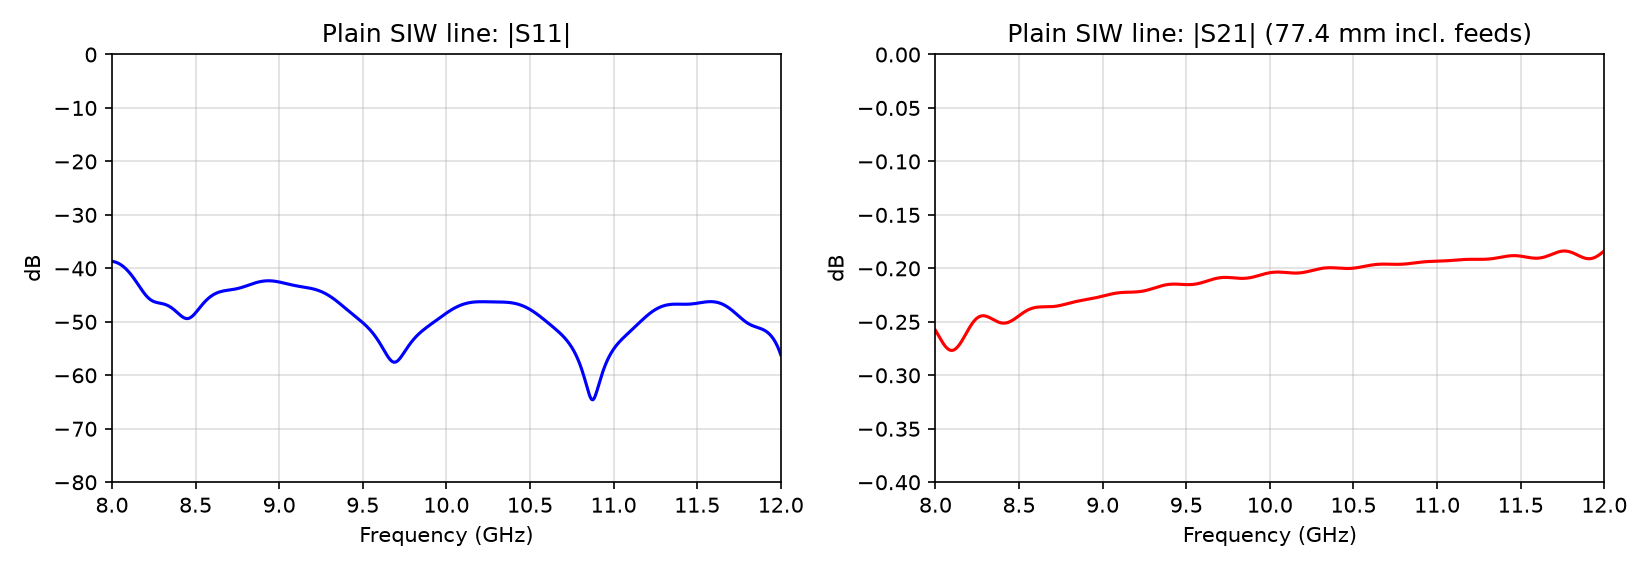 Plain SIW line: |S11|
0
−10
−20
−30
−40
−50
−60
−70
−80
dB
8.0 8.5 9.0 9.5 10.0 10.5 11.0 11.5 12.0
Frequency (GHz)
Plain SIW line: |S21| (77.4 mm incl. feeds)
0.00
−0.05
−0.10
−0.15
−0.20
−0.25
−0.30
−0.35
−0.40
dB
8.0 8.5 9.0 9.5 10.0 10.5 11.0 11.5 12.0
Frequency (GHz)